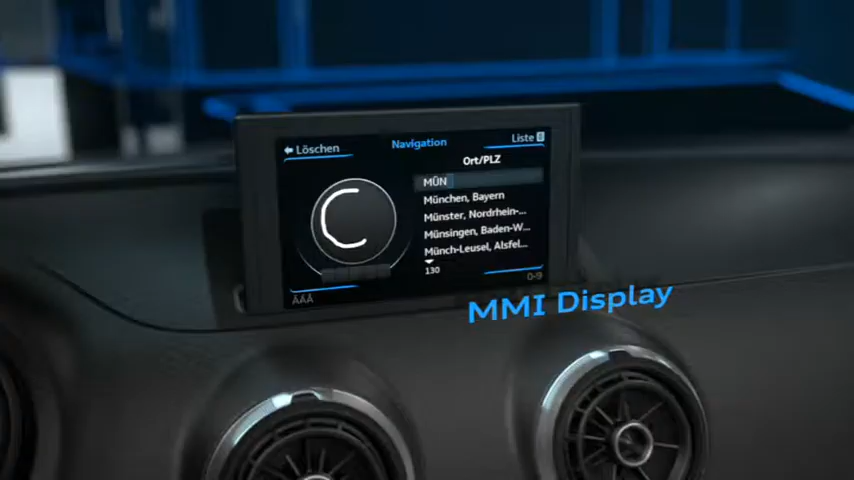 Löschen
Navigation
Liste
Ort/PLZ
MÜN
München, Bayern
Münster, Nordrhein-...
Münsingen, Baden-W...
Münch-Leusel, Alsfel...
130
0-9
ÄÄÄ
MMI Display